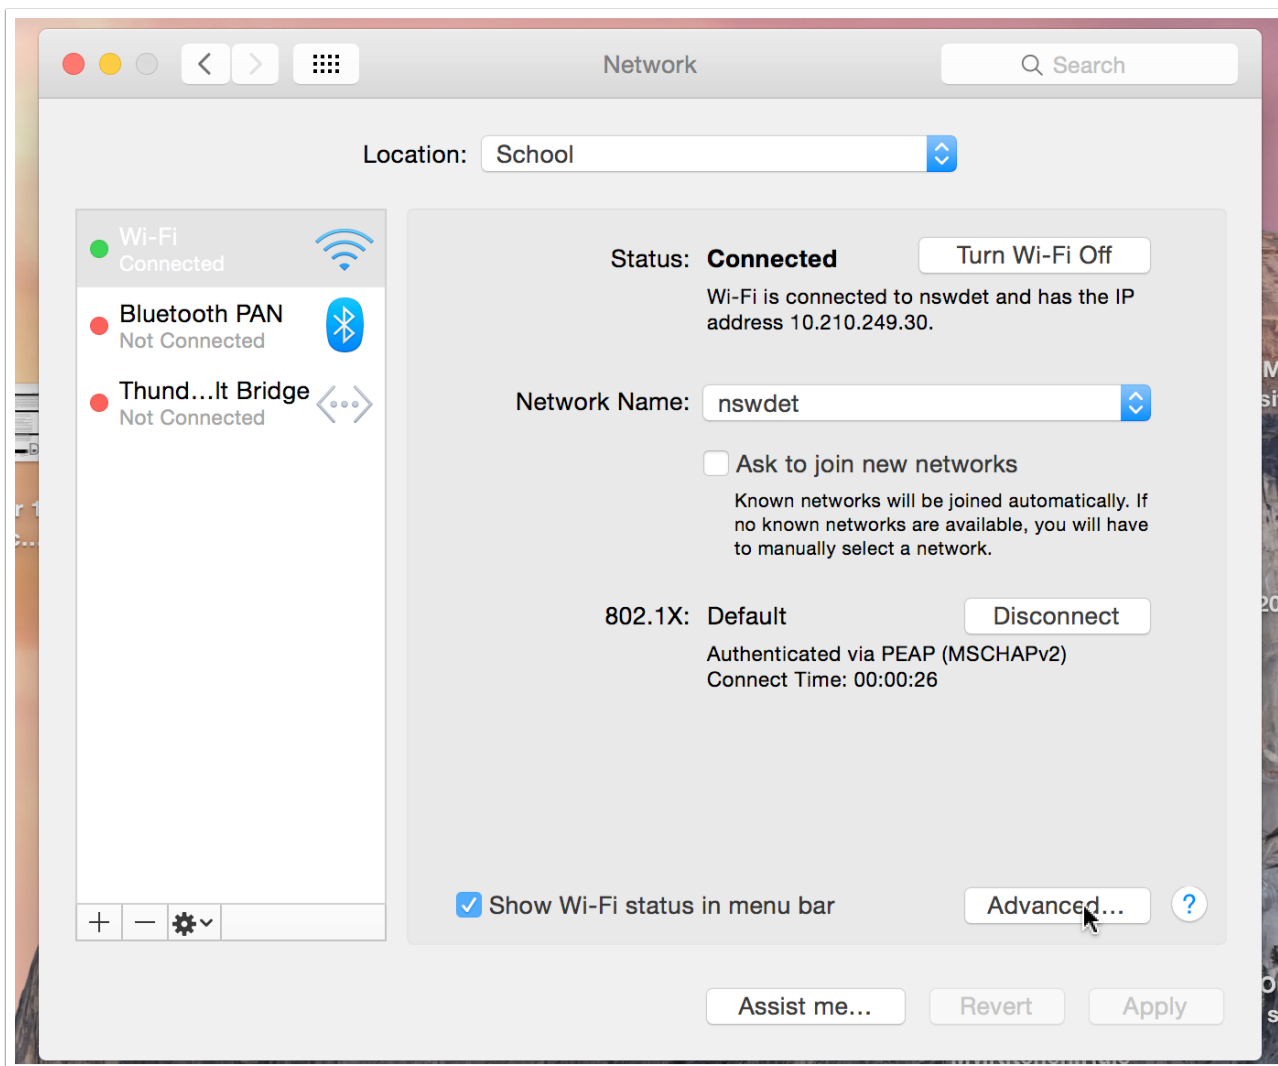 Network
Search
Location: School
Wi-Fi
Connected
Bluetooth PAN
Not Connected
Thund...lt Bridge
Not Connected
Status: Connected
Turn Wi-Fi Off
Wi-Fi is connected to nswdet and has the IP
address 10.210.249.30.
Network Name: nswdet
Ask to join new networks
Known networks will be joined automatically. If
no known networks are available, you will have
to manually select a network.
802.1X: Default
Disconnect
Authenticated via PEAP (MSCHAPv2)
Connect Time: 00:00:26
Show Wi-Fi status in menu bar
Advanced...
?
Assist me...
Revert
Apply